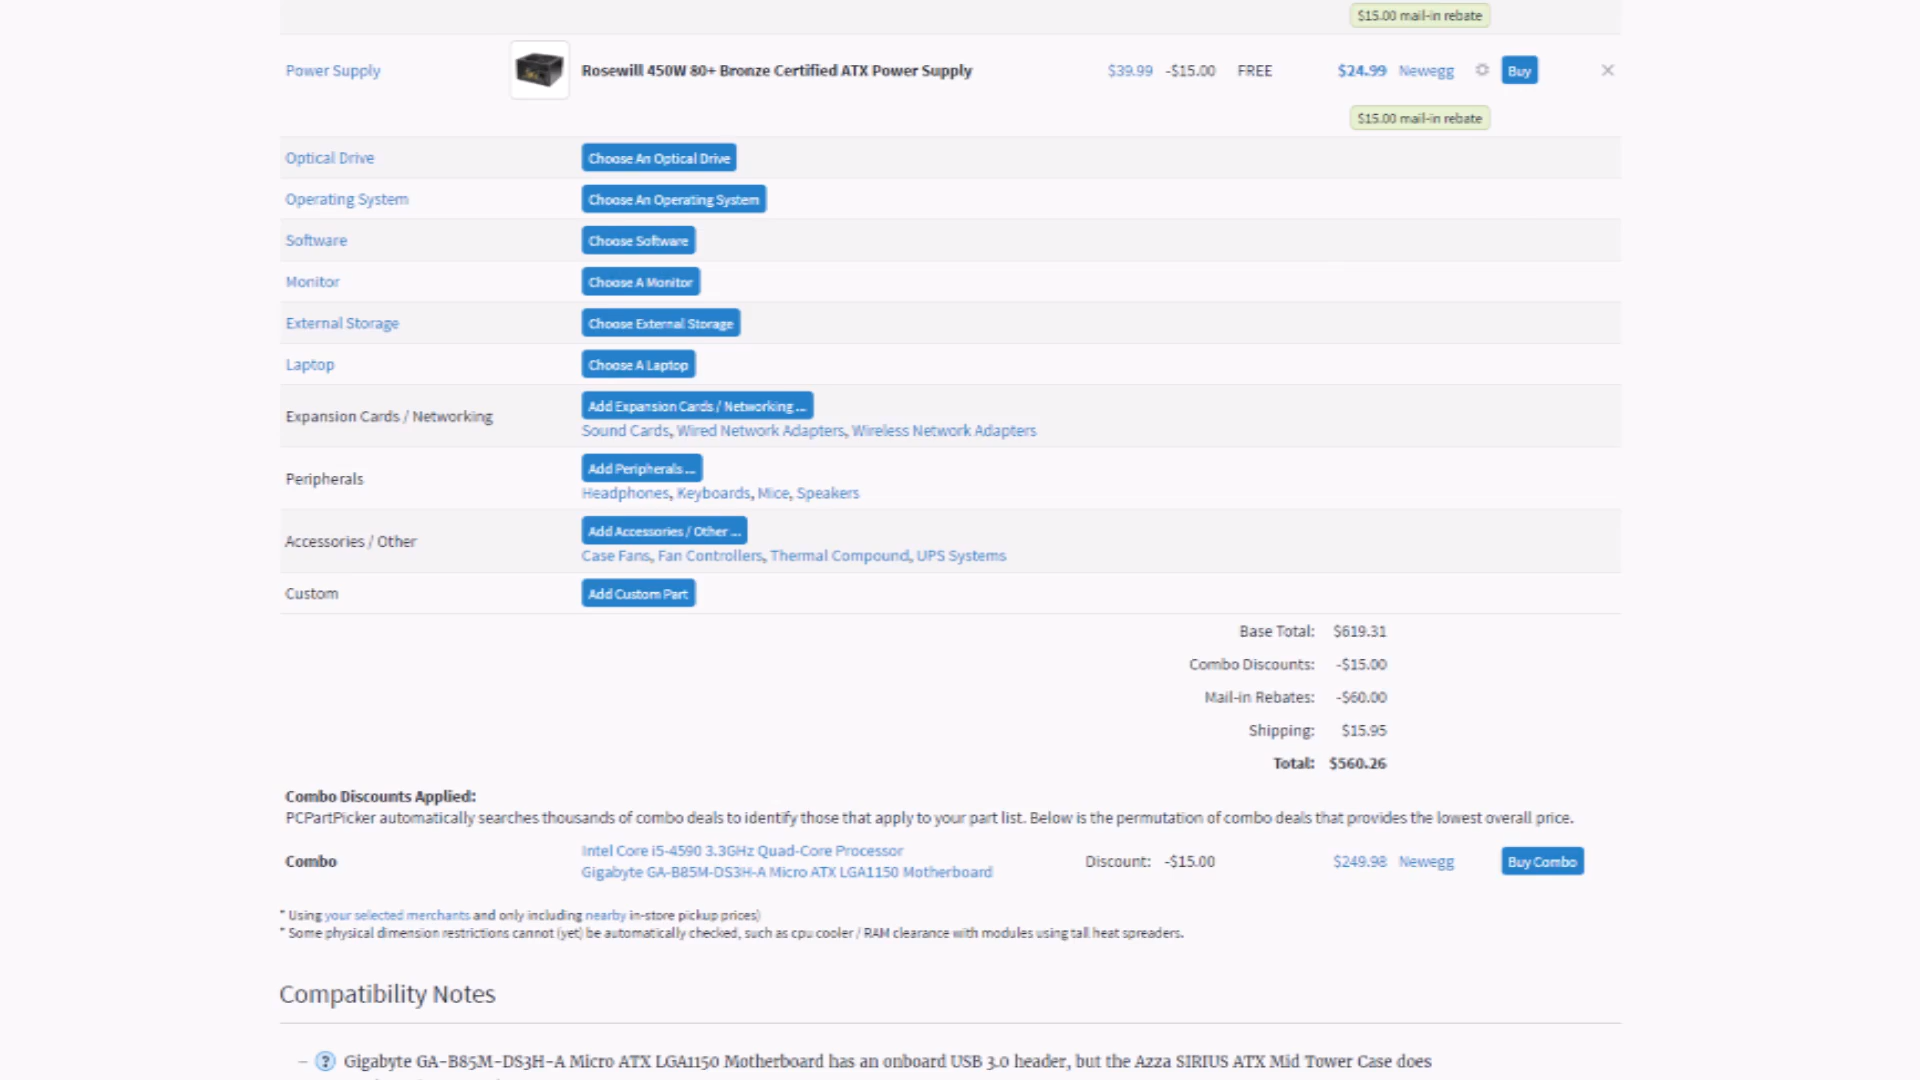 $15.00 mail-in rebate
Power Supply Rosewill 450W 80+ Bronze Certified ATX Power Supply $39.99 -$15.00 FREE $24.99 Newegg Buy
$15.00 mail-in rebate
Optical Drive Choose An Optical Drive
Operating System Choose An Operating System
Software Choose Software
Monitor Choose A Monitor
External Storage Choose External Storage
Laptop Choose A Laptop
Expansion Cards / Networking Add Expansion Cards / Networking ...
Sound Cards, Wired Network Adapters, Wireless Network Adapters
Peripherals Add Peripherals ...
Headphones, Keyboards, Mice, Speakers
Accessories / Other Add Accessories / Other ...
Case Fans, Fan Controllers, Thermal Compound, UPS Systems
Custom Add Custom Part
Base Total: $619.31
Combo Discounts: -$15.00
Mail-in Rebates: -$60.00
Shipping: $15.95
Total: $560.26
Combo Discounts Applied:
PCPartPicker automatically searches thousands of combo deals to identify those that apply to your part list. Below is the permutation of combo deals that provides the lowest overall price.
Combo Intel Core i5-4590 3.3GHz Quad-Core Processor Discount: -$15.00 $249.98 Newegg Buy Combo
Gigabyte GA-B85M-DS3H-A Micro ATX LGA1150 Motherboard
* Using your selected merchants and only including nearby in-store pickup prices)
* Some physical dimension restrictions cannot (yet) be automatically checked, such as cpu cooler / RAM clearance with modules using tall heat spreaders.
Compatibility Notes
– ? Gigabyte GA-B85M-DS3H-A Micro ATX LGA1150 Motherboard has an onboard USB 3.0 header, but the Azza SIRIUS ATX Mid Tower Case does